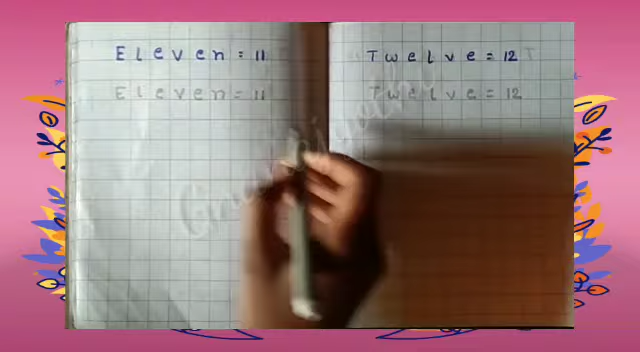 Eleven = 11
Eleven = 11
Twelve = 12
Twelve = 12